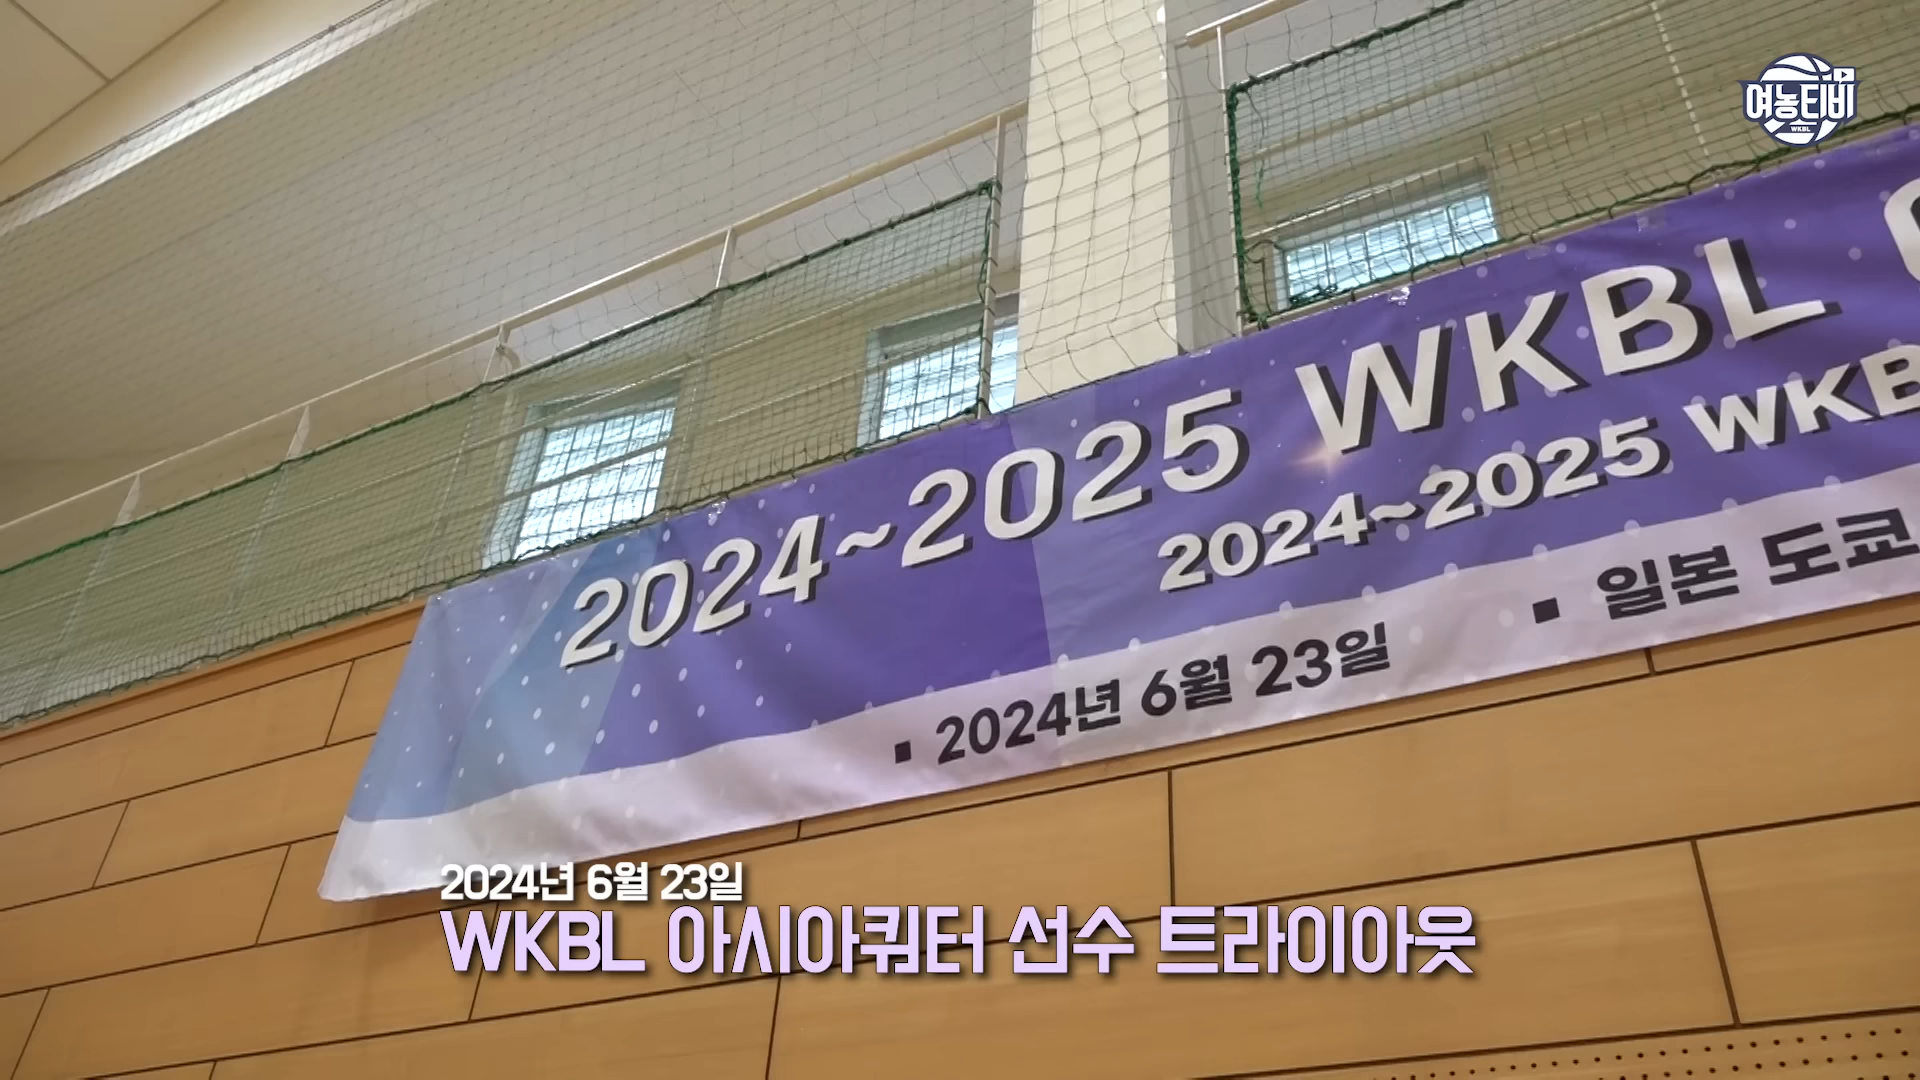 여농티비
WKBL
2024~2025 WKBL
2024~2025 WKB
▪ 2024년 6월 23일 ▪ 일본 도쿄
2024년 6월 23일
WKBL 아시아쿼터 선수 트라이아웃